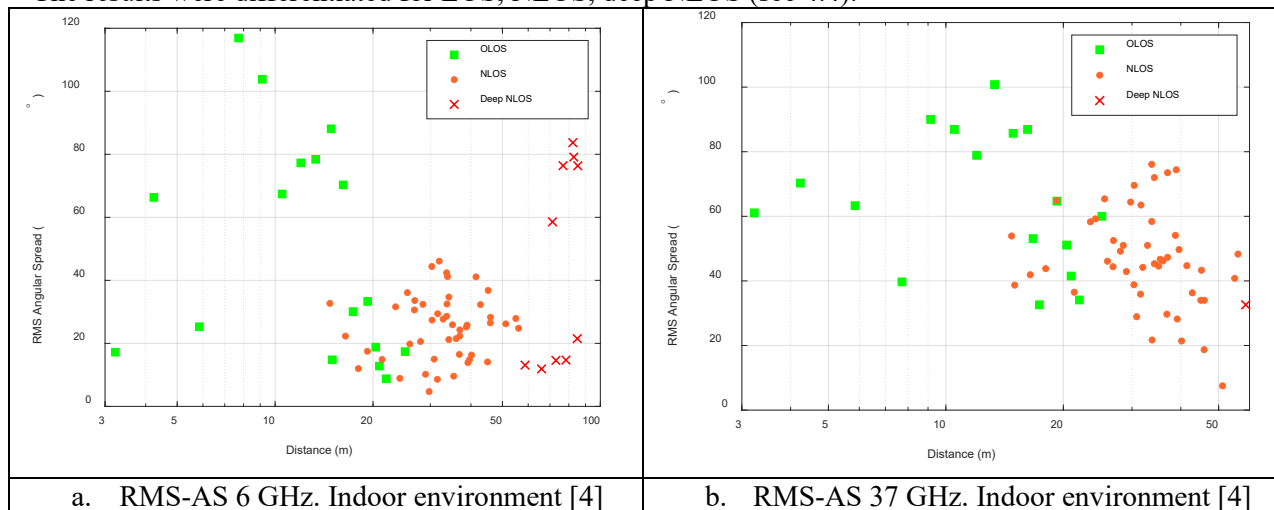 The results were differentiated for LOS, NLOS, deep NLOS (see 4.4).
120
100
80
60
40
20
0
RMS Angular Spread ( ° )
OLOS
NLOS
Deep NLOS
3 5 10 20 50 100
Distance (m)
a. RMS-AS 6 GHz. Indoor environment [4]
120
100
80
60
40
20
0
RMS Angular Spread ( ° )
OLOS
NLOS
Deep NLOS
3 5 10 20 50
Distance (m)
b. RMS-AS 37 GHz. Indoor environment [4]